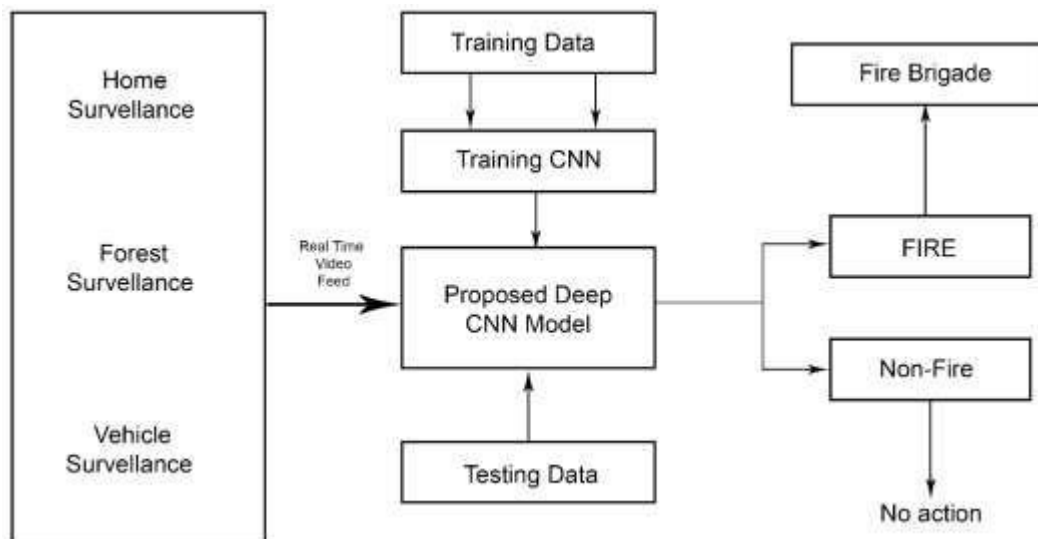 Home
Survellance
Forest
Survellance
Vehicle
Survellance
Real Time
Video
Feed
Training Data
Training CNN
Proposed Deep
CNN Model
Testing Data
Fire Brigade
FIRE
Non-Fire
No action